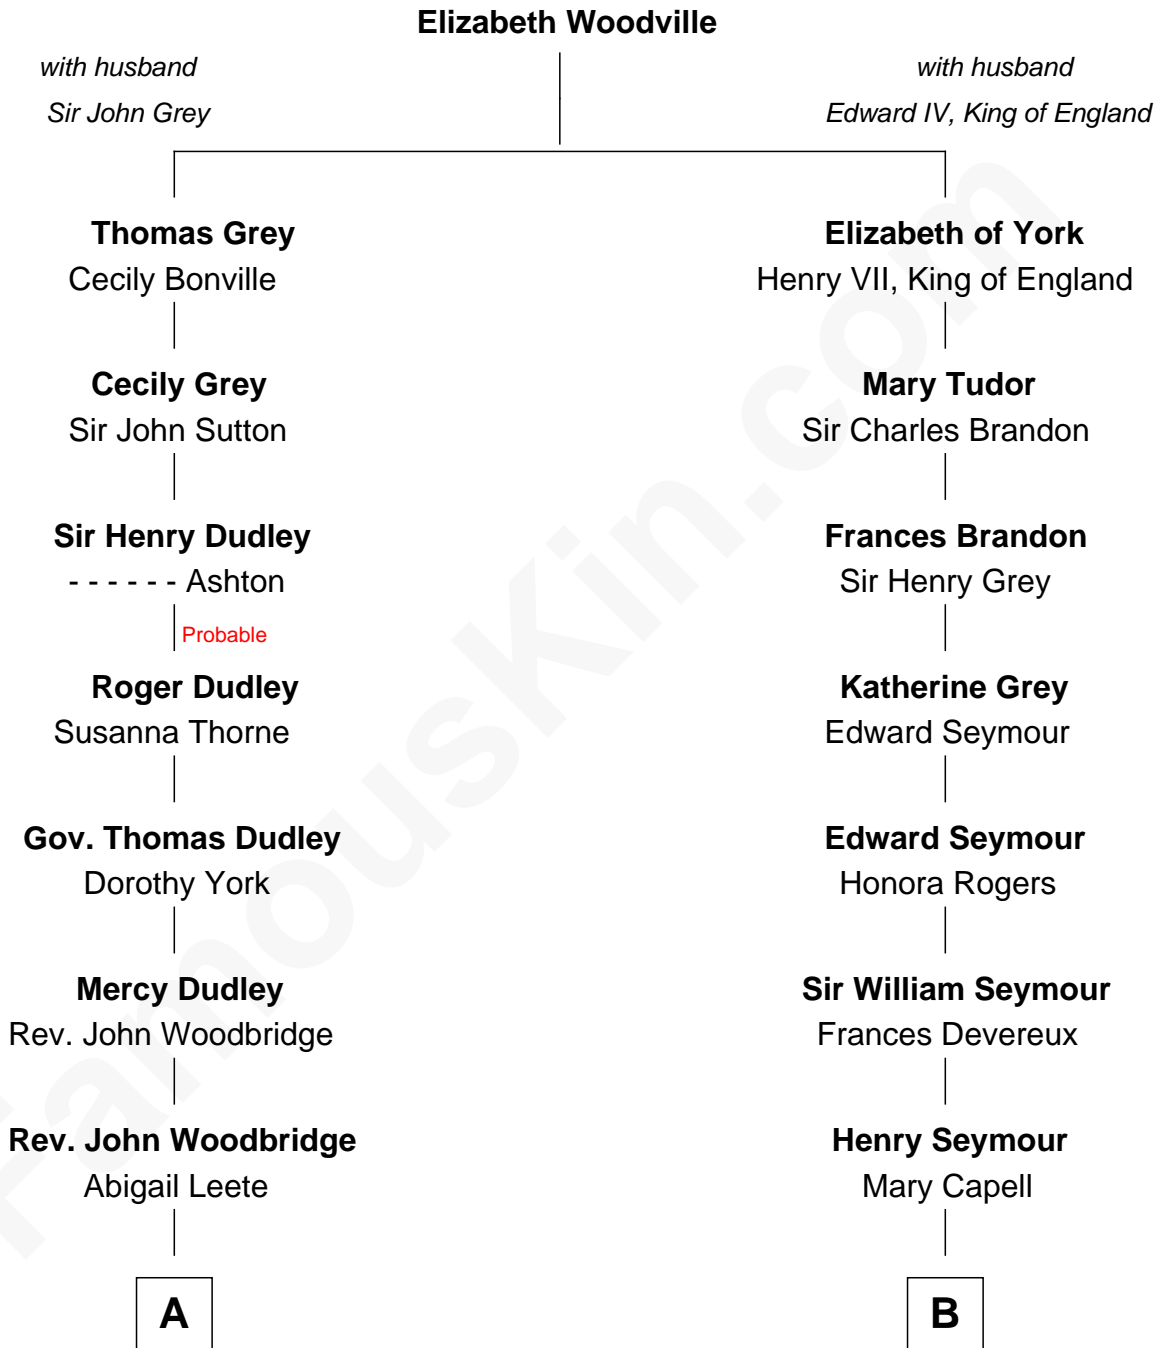 Elizabeth Woodville
with husband
Sir John Grey
with husband
Edward IV, King of England
Thomas Grey
Cecily Bonville
Elizabeth of York
Henry VII, King of England
Cecily Grey
Sir John Sutton
Mary Tudor
Sir Charles Brandon
Sir Henry Dudley
- - - - - - Ashton
Probable
Frances Brandon
Sir Henry Grey
Roger Dudley
Susanna Thorne
Katherine Grey
Edward Seymour
Gov. Thomas Dudley
Dorothy York
Edward Seymour
Honora Rogers
Mercy Dudley
Rev. John Woodbridge
Sir William Seymour
Frances Devereux
Rev. John Woodbridge
Abigail Leete
Henry Seymour
Mary Capell
A
B
FamousKin.com